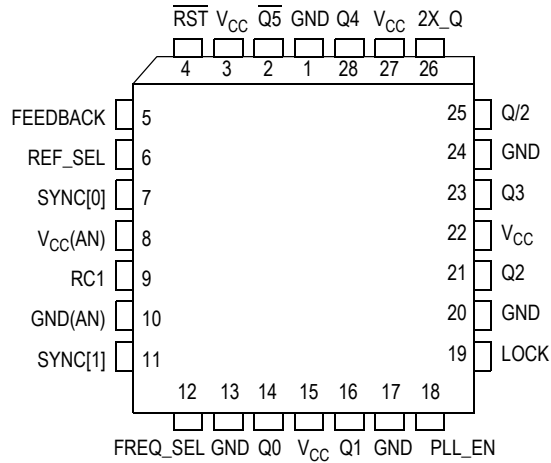 RST VCC Q5 GND Q4 VCC 2X_Q
4 3 2 1 28 27 26
FEEDBACK 5 25 Q/2
REF_SEL 6 24 GND
SYNC[0] 7 23 Q3
VCC(AN) 8 22 VCC
RC1 9 21 Q2
GND(AN) 10 20 GND
SYNC[1] 11 19 LOCK
12 13 14 15 16 17 18
FREQ_SEL GND Q0 VCC Q1 GND PLL_EN